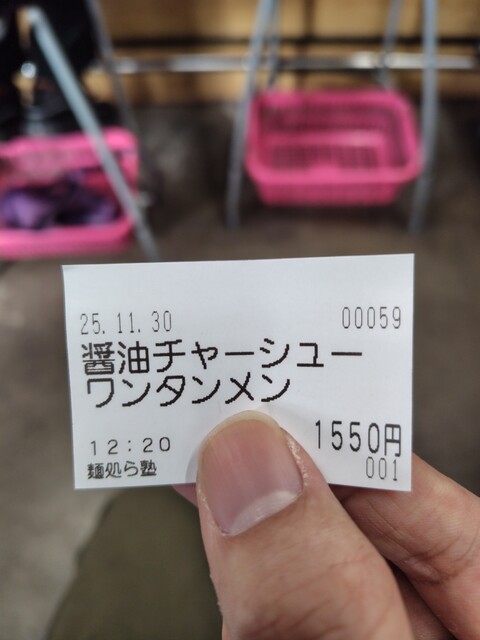 25.11.30 00059
醤油チャーシュー
ワンタンメン
1550円
12:20
麺処ら塾 001